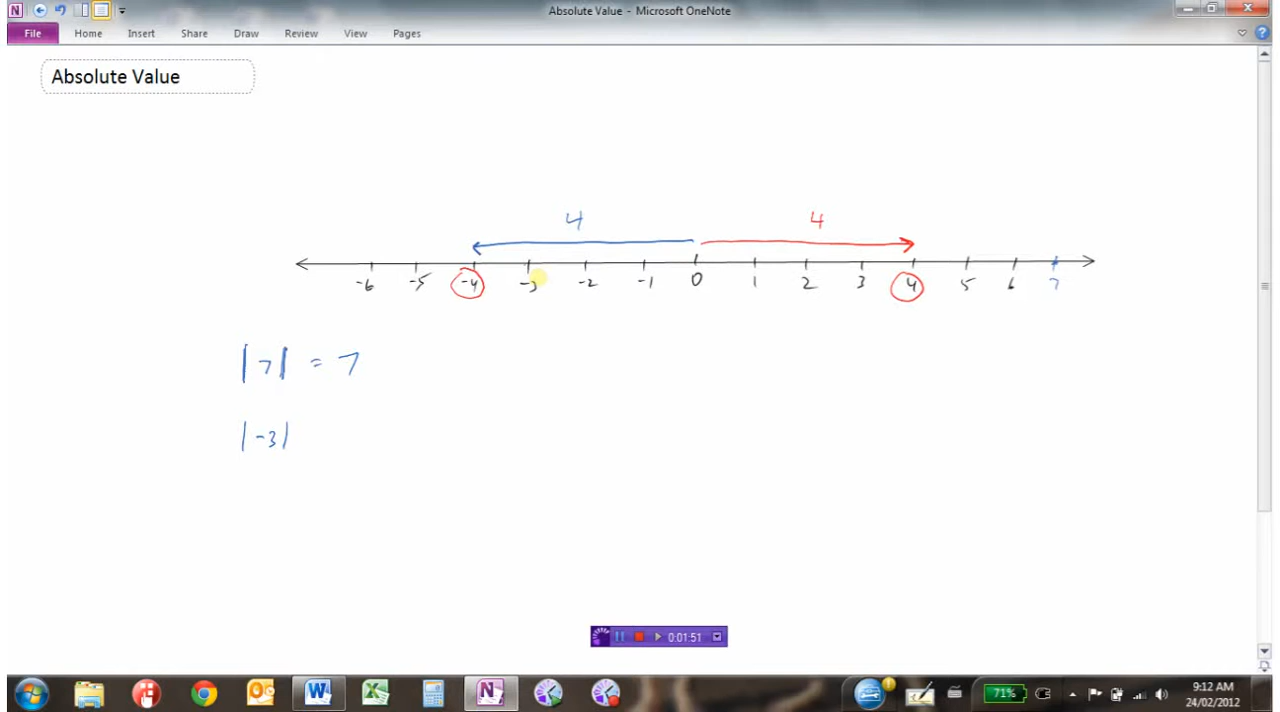 Absolute Value - Microsoft OneNote
File Home Insert Share Draw Review View Pages
Absolute Value
4 4
-6 -5 -4 -3 -2 -1 0 1 2 3 4 5 6 7
|7| = 7
|-3|
0:01:51
71%
9:12 AM
24/02/2012